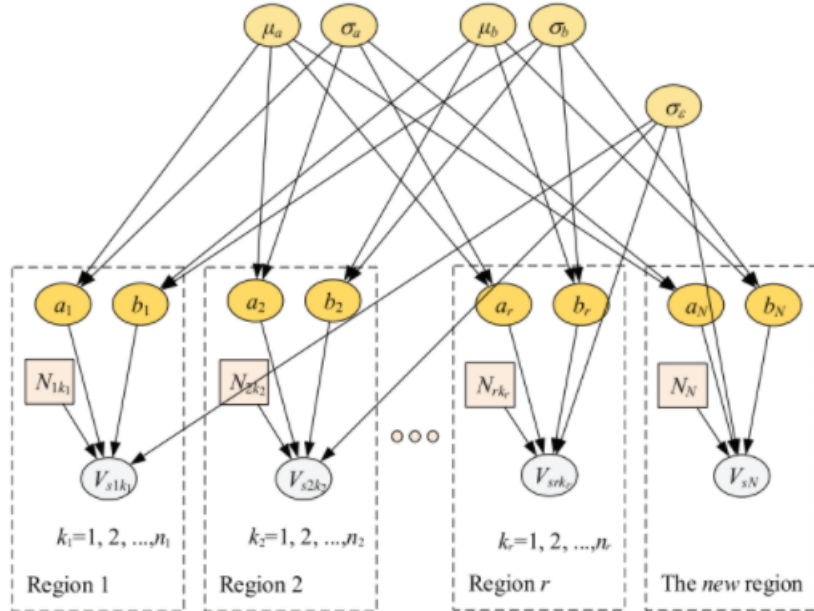 μa σa μb σb
σε
a1 b1 a2 b2 ar br aN bN
N1k1 N2k2 Nrkr NN
Vs1k1 Vs2k2 Vsrkr VsN
k1=1, 2, ...,n1 k2=1, 2, ...,n2 kr=1, 2, ...,nr
Region 1 Region 2 Region r The new region